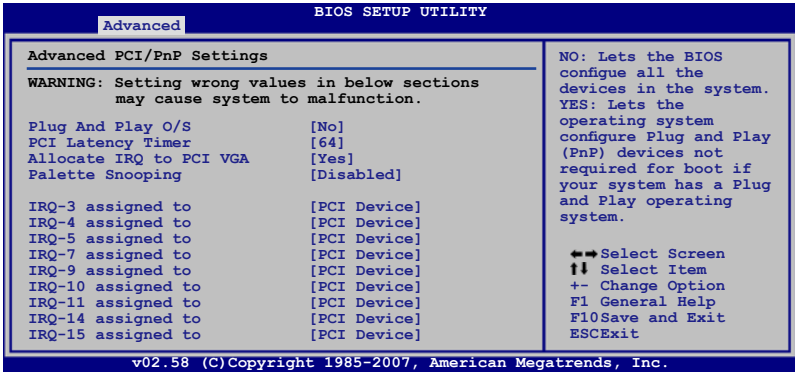 BIOS SETUP UTILITY
Advanced
Advanced PCI/PnP Settings
WARNING: Setting wrong values in below sections
may cause system to malfunction.
Plug And Play O/S [No]
PCI Latency Timer [64]
Allocate IRQ to PCI VGA [Yes]
Palette Snooping [Disabled]
IRQ-3 assigned to [PCI Device]
IRQ-4 assigned to [PCI Device]
IRQ-5 assigned to [PCI Device]
IRQ-7 assigned to [PCI Device]
IRQ-9 assigned to [PCI Device]
IRQ-10 assigned to [PCI Device]
IRQ-11 assigned to [PCI Device]
IRQ-14 assigned to [PCI Device]
IRQ-15 assigned to [PCI Device]
NO: Lets the BIOS
configue all the
devices in the system.
YES: Lets the
operating system
configure Plug and Play
(PnP) devices not
required for boot if
your system has a Plug
and Play operating
system.
←→Select Screen
↑↓ Select Item
+- Change Option
F1 General Help
F10Save and Exit
ESCExit
v02.58 (C)Copyright 1985-2007, American Megatrends, Inc.